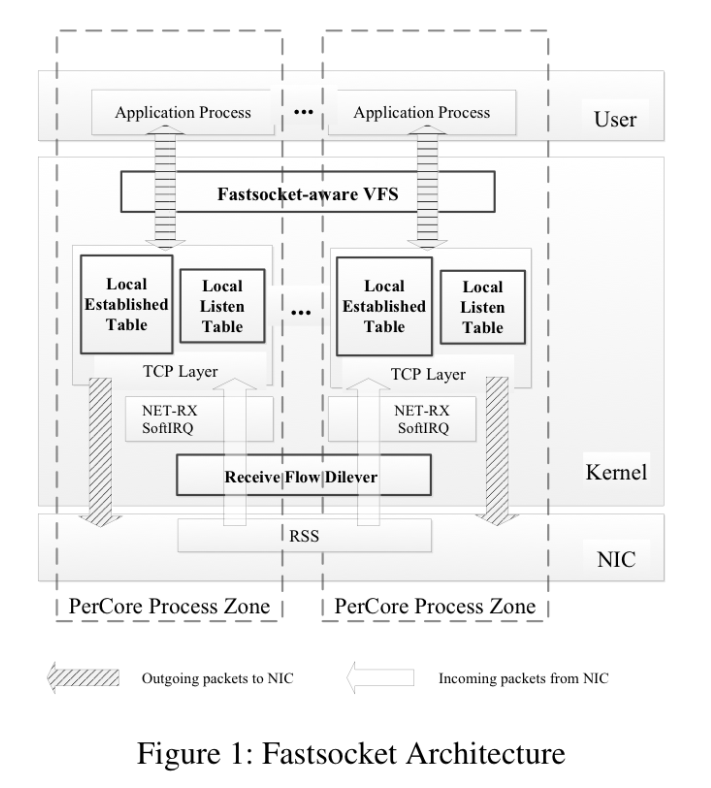 Application Process
...
Application Process
User
Fastsocket-aware VFS
Local
Established
Table
Local
Listen
Table
...
Local
Established
Table
Local
Listen
Table
TCP Layer
TCP Layer
NET-RX
SoftIRQ
NET-RX
SoftIRQ
Receive Flow Dilever
Kernel
RSS
NIC
PerCore Process Zone
PerCore Process Zone
Outgoing packets to NIC
Incoming packets from NIC
Figure 1: Fastsocket Architecture